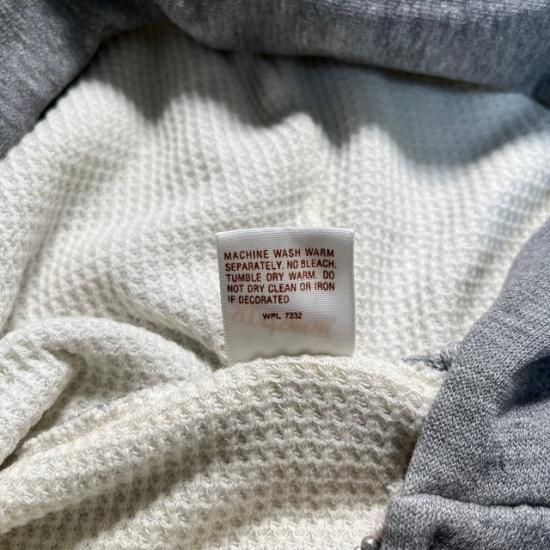 MACHINE WASH WARM
SEPARATELY. NO BLEACH.
TUMBLE DRY WARM. DO
NOT DRY CLEAN OR IRON
IF DECORATED
WPL 7232